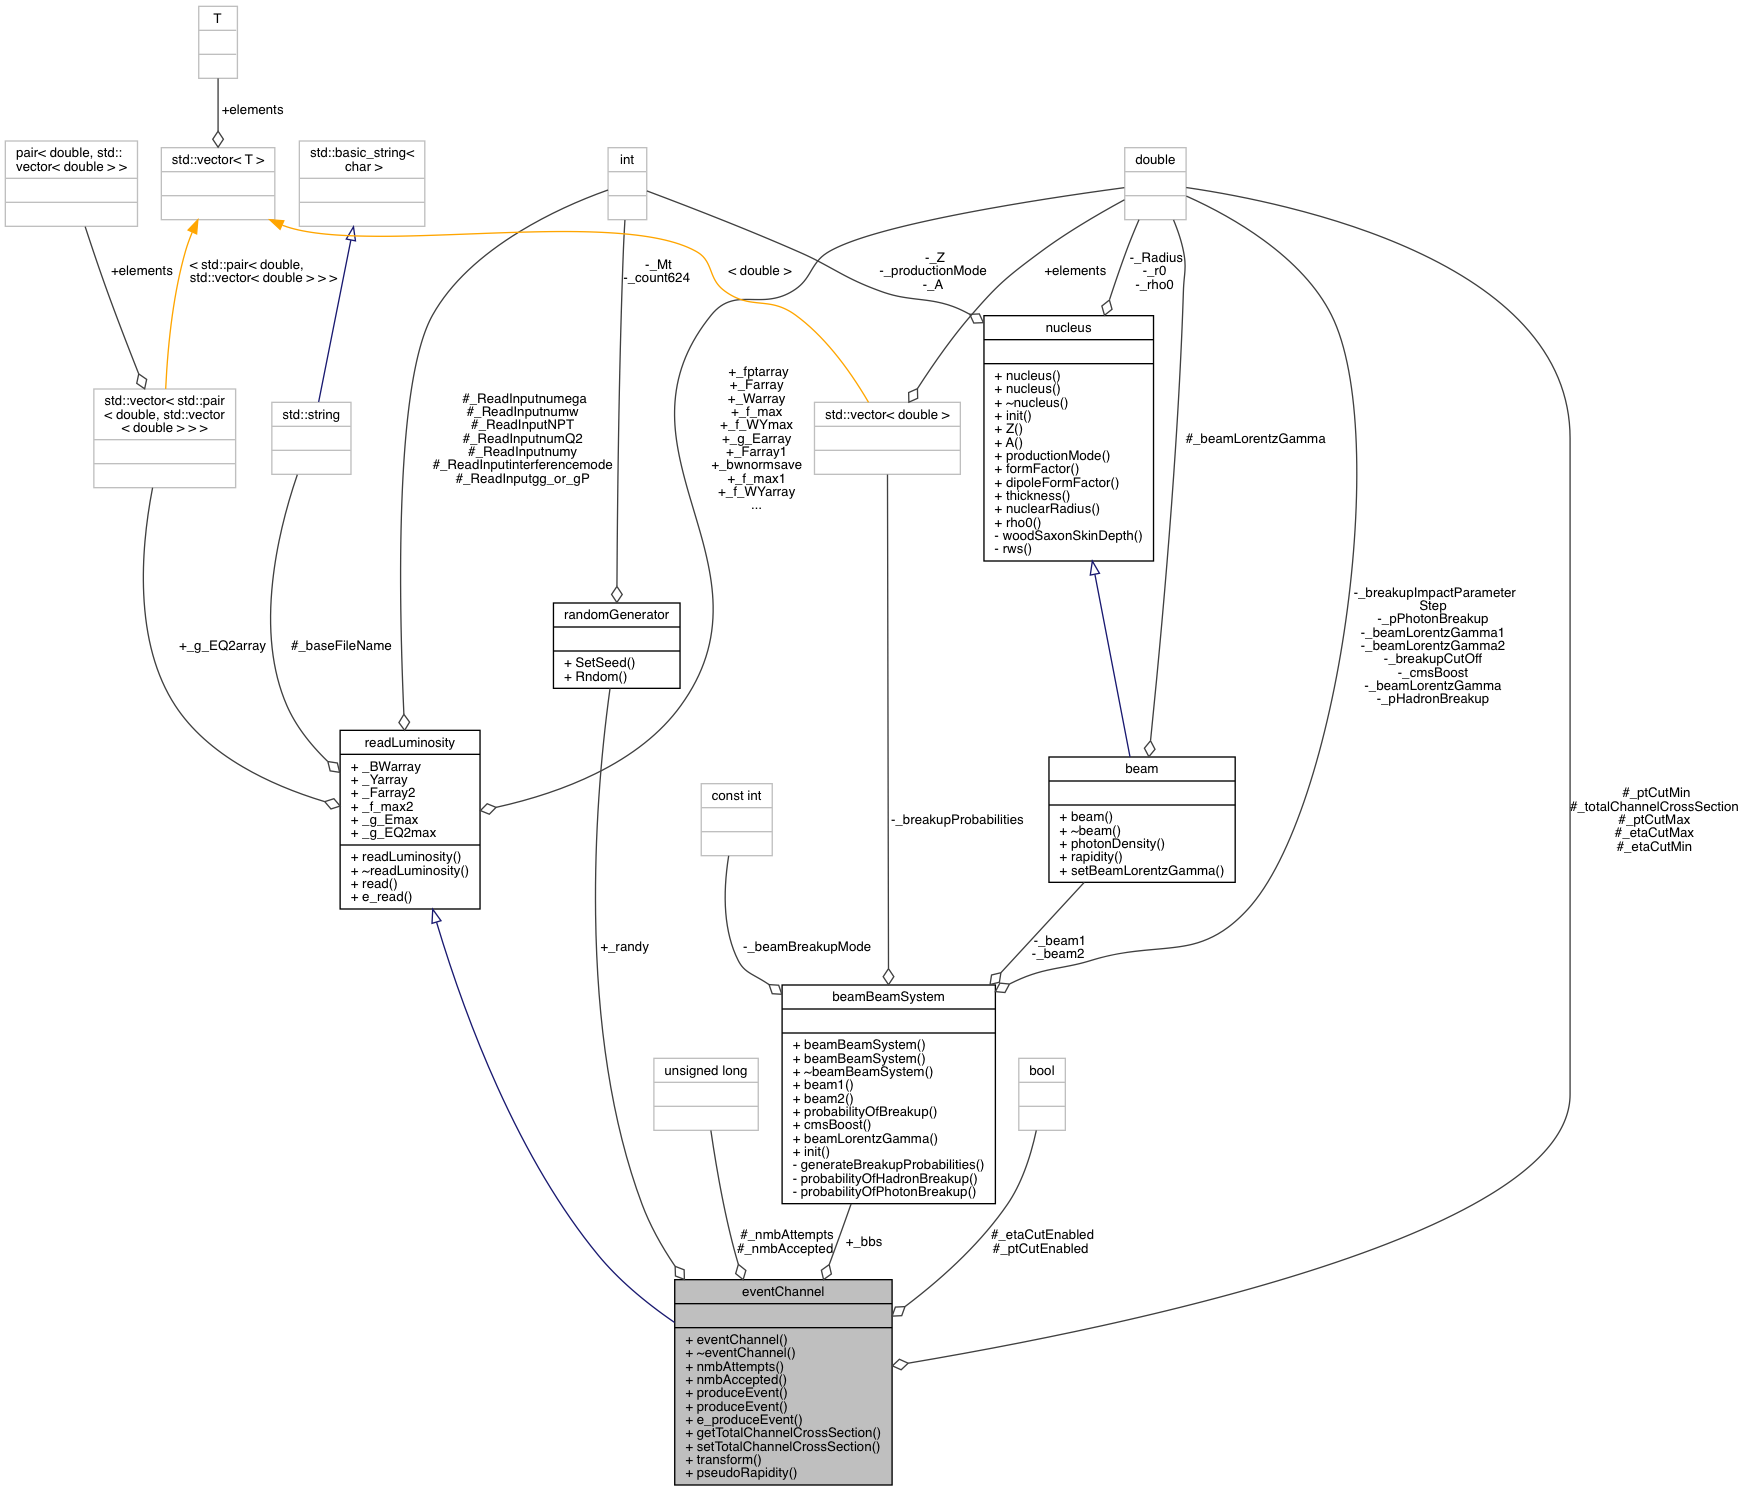 T
+elements
pair< double, std::
vector< double > >
std::vector< T >
std::basic_string<
char >
int
double
+elements
< std::pair< double,
std::vector< double > > >
-_Mt
-_count624
< double >
-_Z
-_productionMode
-_A
+elements
-_Radius
-_r0
-_rho0
nucleus
+ nucleus()
+ nucleus()
+ ~nucleus()
+ init()
+ Z()
+ A()
+ productionMode()
+ formFactor()
+ dipoleFormFactor()
+ thickness()
+ nuclearRadius()
+ rho0()
- woodSaxonSkinDepth()
- rws()
std::vector< std::pair
< double, std::vector
< double > > >
std::string
#_ReadInputnumega
#_ReadInputnumw
#_ReadInputNPT
#_ReadInputnumQ2
#_ReadInputnumy
#_ReadInputinterferencemode
#_ReadInputgg_or_gP
+_fptarray
+_Farray
+_Warray
+_f_max
+_f_WYmax
+_g_Earray
+_Farray1
+_bwnormsave
+_f_max1
+_f_WYarray
...
std::vector< double >
#_beamLorentzGamma
-_breakupImpactParameter
Step
-_pPhotonBreakup
-_beamLorentzGamma1
-_beamLorentzGamma2
-_breakupCutOff
-_cmsBoost
-_beamLorentzGamma
-_pHadronBreakup
+_g_EQ2array
#_baseFileName
randomGenerator
+ SetSeed()
+ Rndom()
readLuminosity
+ _BWarray
+ _Yarray
+ _Farray2
+ _f_max2
+ _g_Emax
+ _g_EQ2max
+ readLuminosity()
+ ~readLuminosity()
+ read()
+ e_read()
const int
-_breakupProbabilities
beam
+ beam()
+ ~beam()
+ photonDensity()
+ rapidity()
+ setBeamLorentzGamma()
#_ptCutMin
#_totalChannelCrossSection
#_ptCutMax
#_etaCutMax
#_etaCutMin
+_randy
-_beamBreakupMode
-_beam1
-_beam2
beamBeamSystem
+ beamBeamSystem()
+ beamBeamSystem()
+ ~beamBeamSystem()
+ beam1()
+ beam2()
+ probabilityOfBreakup()
+ cmsBoost()
+ beamLorentzGamma()
+ init()
- generateBreakupProbabilities()
- probabilityOfHadronBreakup()
- probabilityOfPhotonBreakup()
unsigned long
bool
#_nmbAttempts
#_nmbAccepted
+_bbs
#_etaCutEnabled
#_ptCutEnabled
eventChannel
+ eventChannel()
+ ~eventChannel()
+ nmbAttempts()
+ nmbAccepted()
+ produceEvent()
+ produceEvent()
+ e_produceEvent()
+ getTotalChannelCrossSection()
+ setTotalChannelCrossSection()
+ transform()
+ pseudoRapidity()